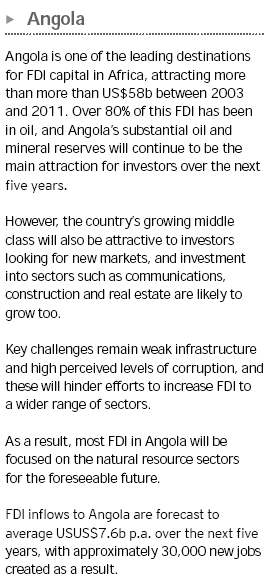 ► Angola
Angola is one of the leading destinations
for FDI capital in Africa, attracting more
than more than US$58b between 2003
and 2011. Over 80% of this FDI has been
in oil, and Angola's substantial oil and
mineral reserves will continue to be the
main attraction for investors over the next
five years.
However, the country's growing middle
class will also be attractive to investors
looking for new markets, and investment
into sectors such as communications,
construction and real estate are likely to
grow too.
Key challenges remain weak infrastructure
and high perceived levels of corruption, and
these will hinder efforts to increase FDI to
a wider range of sectors.
As a result, most FDI in Angola will be
focused on the natural resource sectors
for the foreseeable future.
FDI inflows to Angola are forecast to
average USUS$7.6b p.a. over the next five
years, with approximately 30,000 new jobs
created as a result.